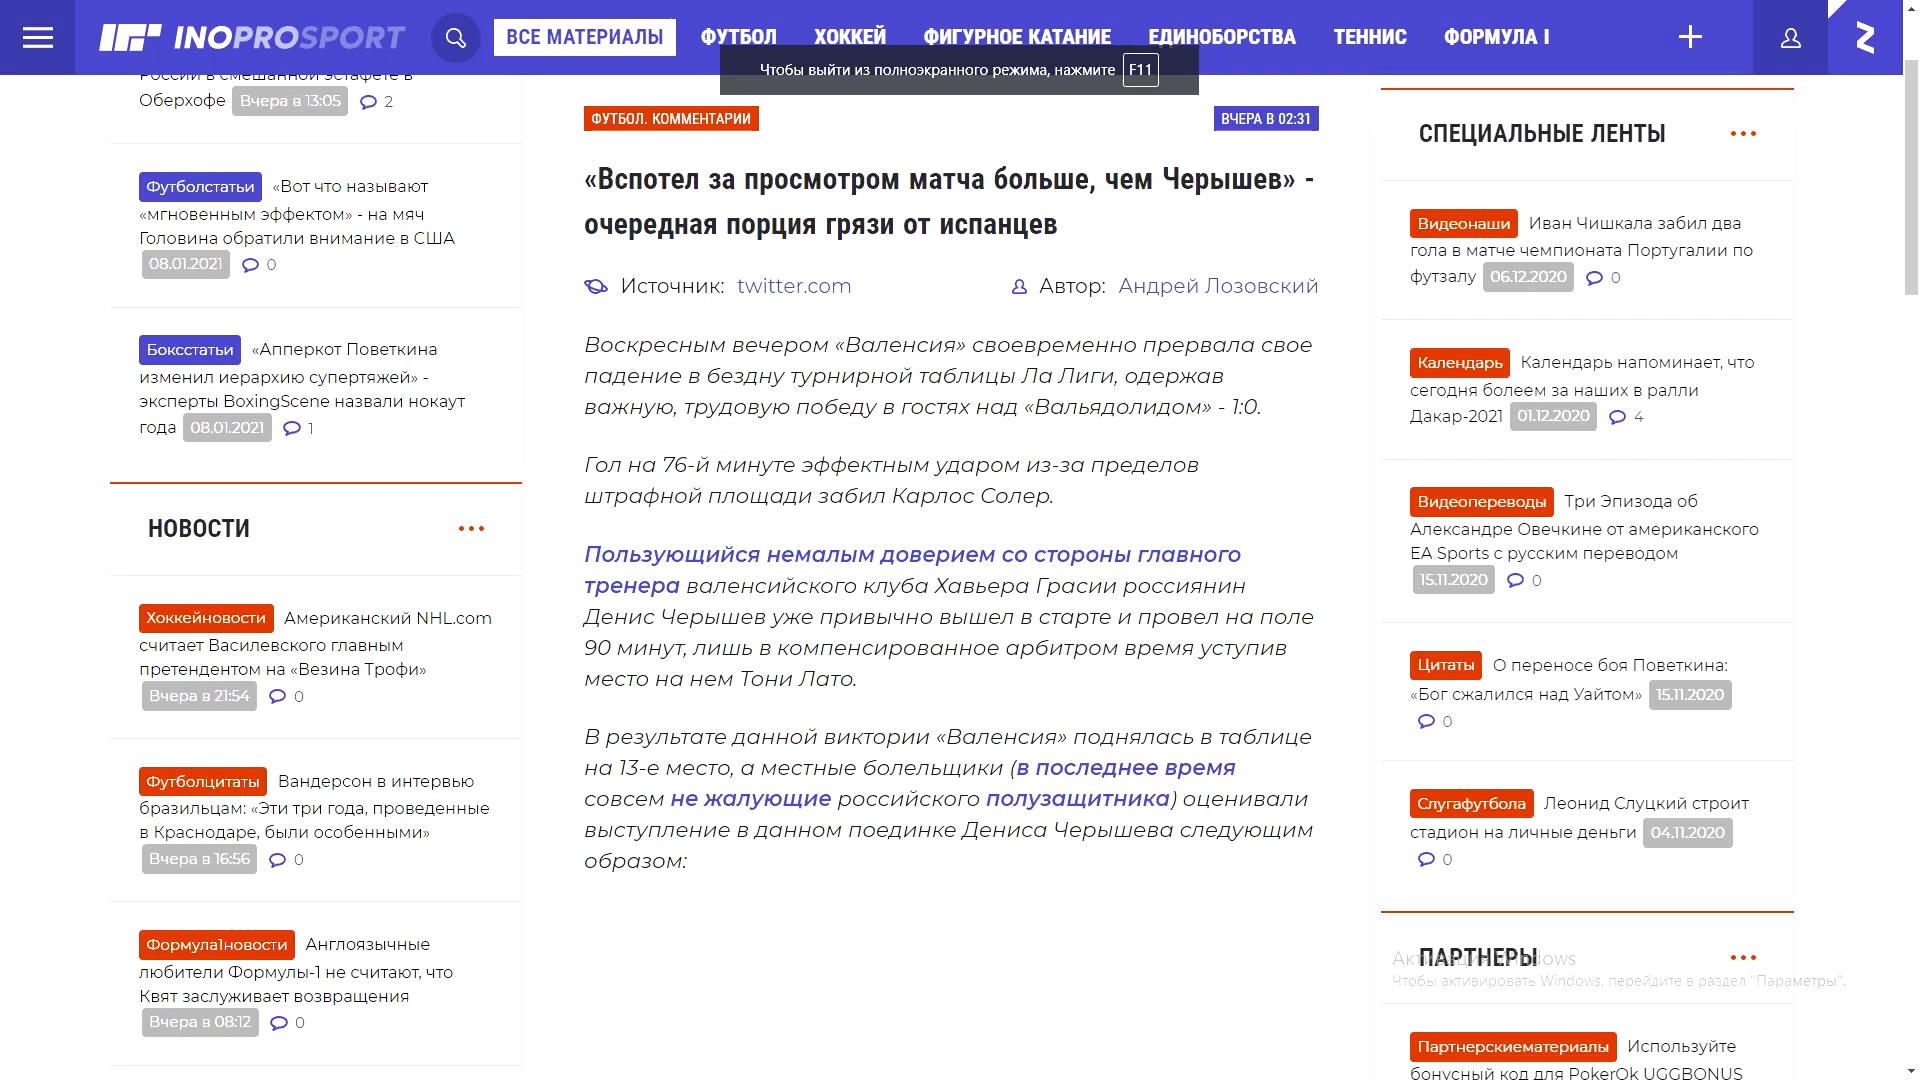 INOPROSPORT
ВСЕ МАТЕРИАЛЫ
ФУТБОЛ
ХОККЕЙ
ФИГУРНОЕ КАТАНИЕ
ЕДИНОБОРСТВА
ТЕННИС
ФОРМУЛА I
Чтобы выйти из полноэкранного режима, нажмите F11
России в смешанной эстафете в
Оберхофе Вчера в 13:05 2
Футболстатьи «Вот что называют
«мгновенным эффектом» - на мяч
Головина обратили внимание в США
08.01.2021 0
Боксстатьи «Апперкот Поветкина
изменил иерархию супертяжей» -
эксперты BoxingScene назвали нокаут
года 08.01.2021 1
НОВОСТИ
Хоккейновости Американский NHL.com
считает Василевского главным
претендентом на «Везина Трофи»
Вчера в 21:54 0
Футболцитаты Вандерсон в интервью
бразильцам: «Эти три года, проведенные
в Краснодаре, были особенными»
Вчера в 16:56 0
Формула1новости Англоязычные
любители Формулы-1 не считают, что
Квят заслуживает возвращения
Вчера в 08:12 0
ФУТБОЛ. КОММЕНТАРИИ
ВЧЕРА В 02:31
«Вспотел за просмотром матча больше, чем Черышев» -
очередная порция грязи от испанцев
Источник: twitter.com
Автор: Андрей Лозовский
Воскресным вечером «Валенсия» своевременно прервала свое
падение в бездну турнирной таблицы Ла Лиги, одержав
важную, трудовую победу в гостях над «Вальядолидом» - 1:0.
Гол на 76-й минуте эффектным ударом из-за пределов
штрафной площади забил Карлос Солер.
Пользующийся немалым доверием со стороны главного
тренера валенсийского клуба Хавьера Грасии россиянин
Денис Черышев уже привычно вышел в старте и провел на поле
90 минут, лишь в компенсированное арбитром время уступив
место на нем Тони Лато.
В результате данной виктории «Валенсия» поднялась в таблице
на 13-е место, а местные болельщики (в последнее время
совсем не жалующие российского полузащитника) оценивали
выступление в данном поединке Дениса Черышева следующим
образом:
СПЕЦИАЛЬНЫЕ ЛЕНТЫ
Видеонаши Иван Чишкала забил два
гола в матче чемпионата Португалии по
футзалу 06.12.2020 0
Календарь Календарь напоминает, что
сегодня болеем за наших в ралли
Дакар-2021 01.12.2020 4
Видеопереводы Три Эпизода об
Александре Овечкине от американского
EA Sports с русским переводом
15.11.2020 0
Цитаты О переносе боя Поветкина:
«Бог сжалился над Уайтом» 15.11.2020
0
Слугафутбола Леонид Слуцкий строит
стадион на личные деньги 04.11.2020
0
ПАРТНЕРЫ
Активация Windows
Чтобы активировать Windows, перейдите в раздел "Параметры".
Партнерскиематериалы Используйте
бонусный код для PokerOk UGGBONUS